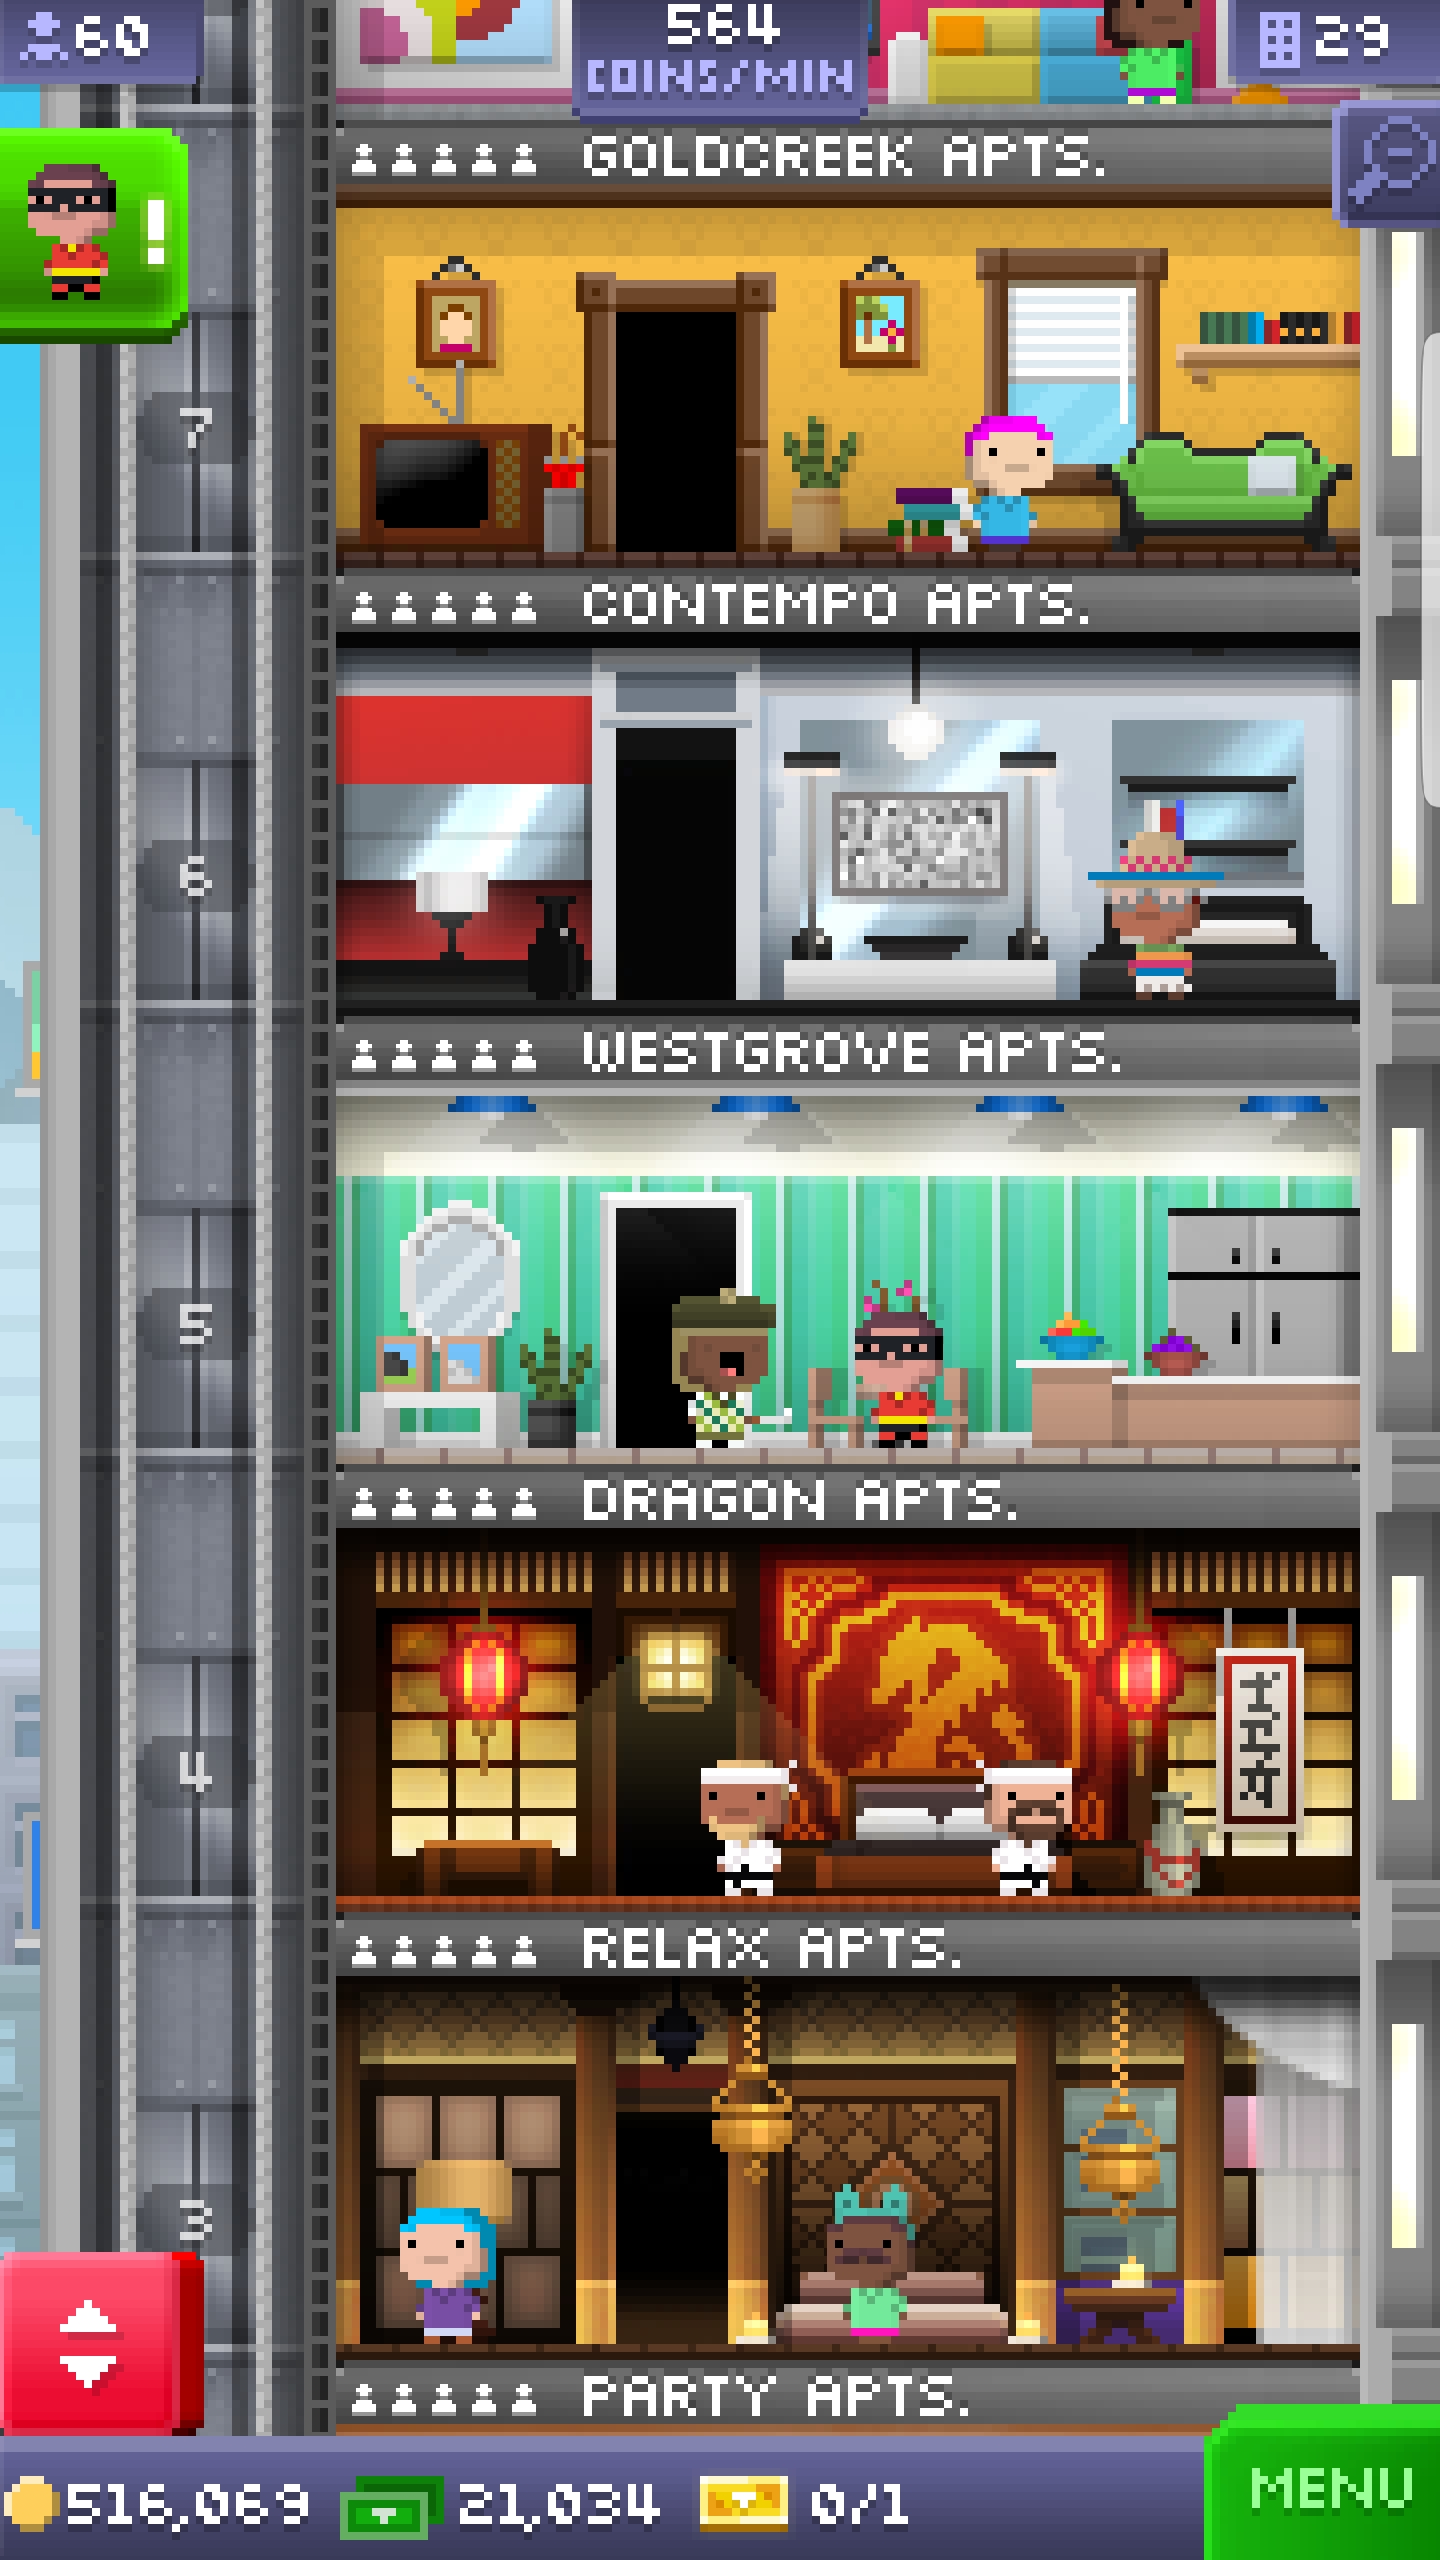 60
564
COINS/MIN
29
GOLDCREEK APTS.
!
7
CONTEMPO APTS.
6
WESTGROVE APTS.
5
DRAGON APTS.
4
RELAX APTS.
3
PARTY APTS.
516,069
21,034
0/1
MENU